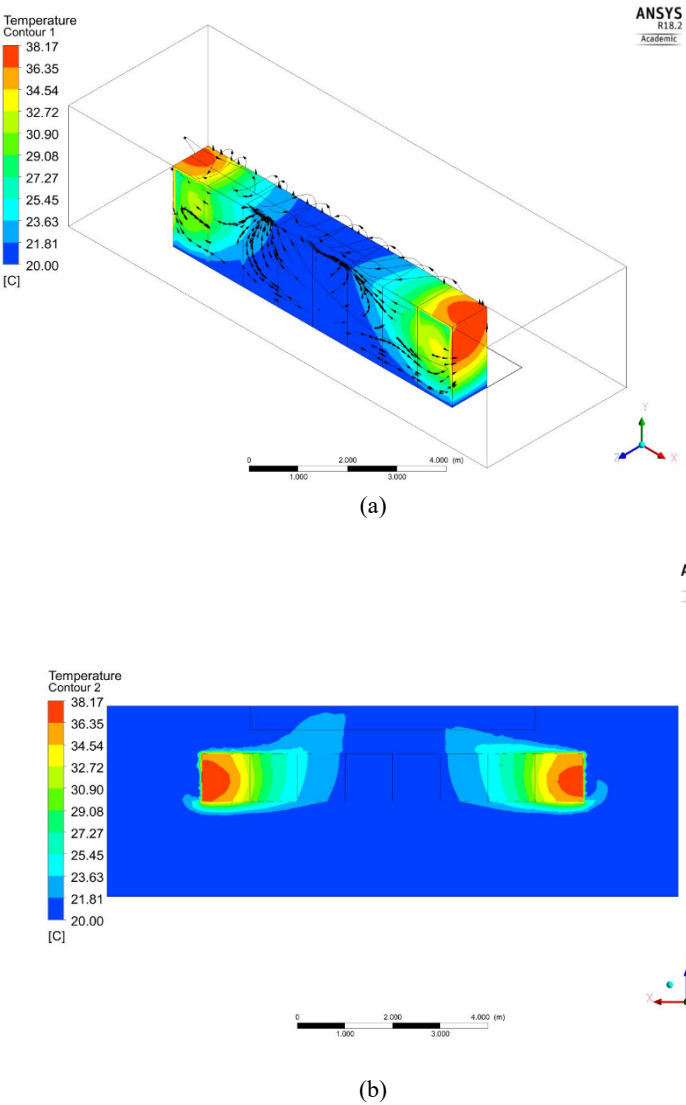 ANSYS
R18.2
Academic
Temperature
Contour 1
38.17
36.35
34.54
32.72
30.90
29.08
27.27
25.45
23.63
21.81
20.00
[C]
Y
Z
X
0 2.000 4.000 (m)
1.000 3.000
(a)
A
Temperature
Contour 2
38.17
36.35
34.54
32.72
30.90
29.08
27.27
25.45
23.63
21.81
20.00
[C]
X
0 2.000 4.000 (m)
1.000 3.000
(b)